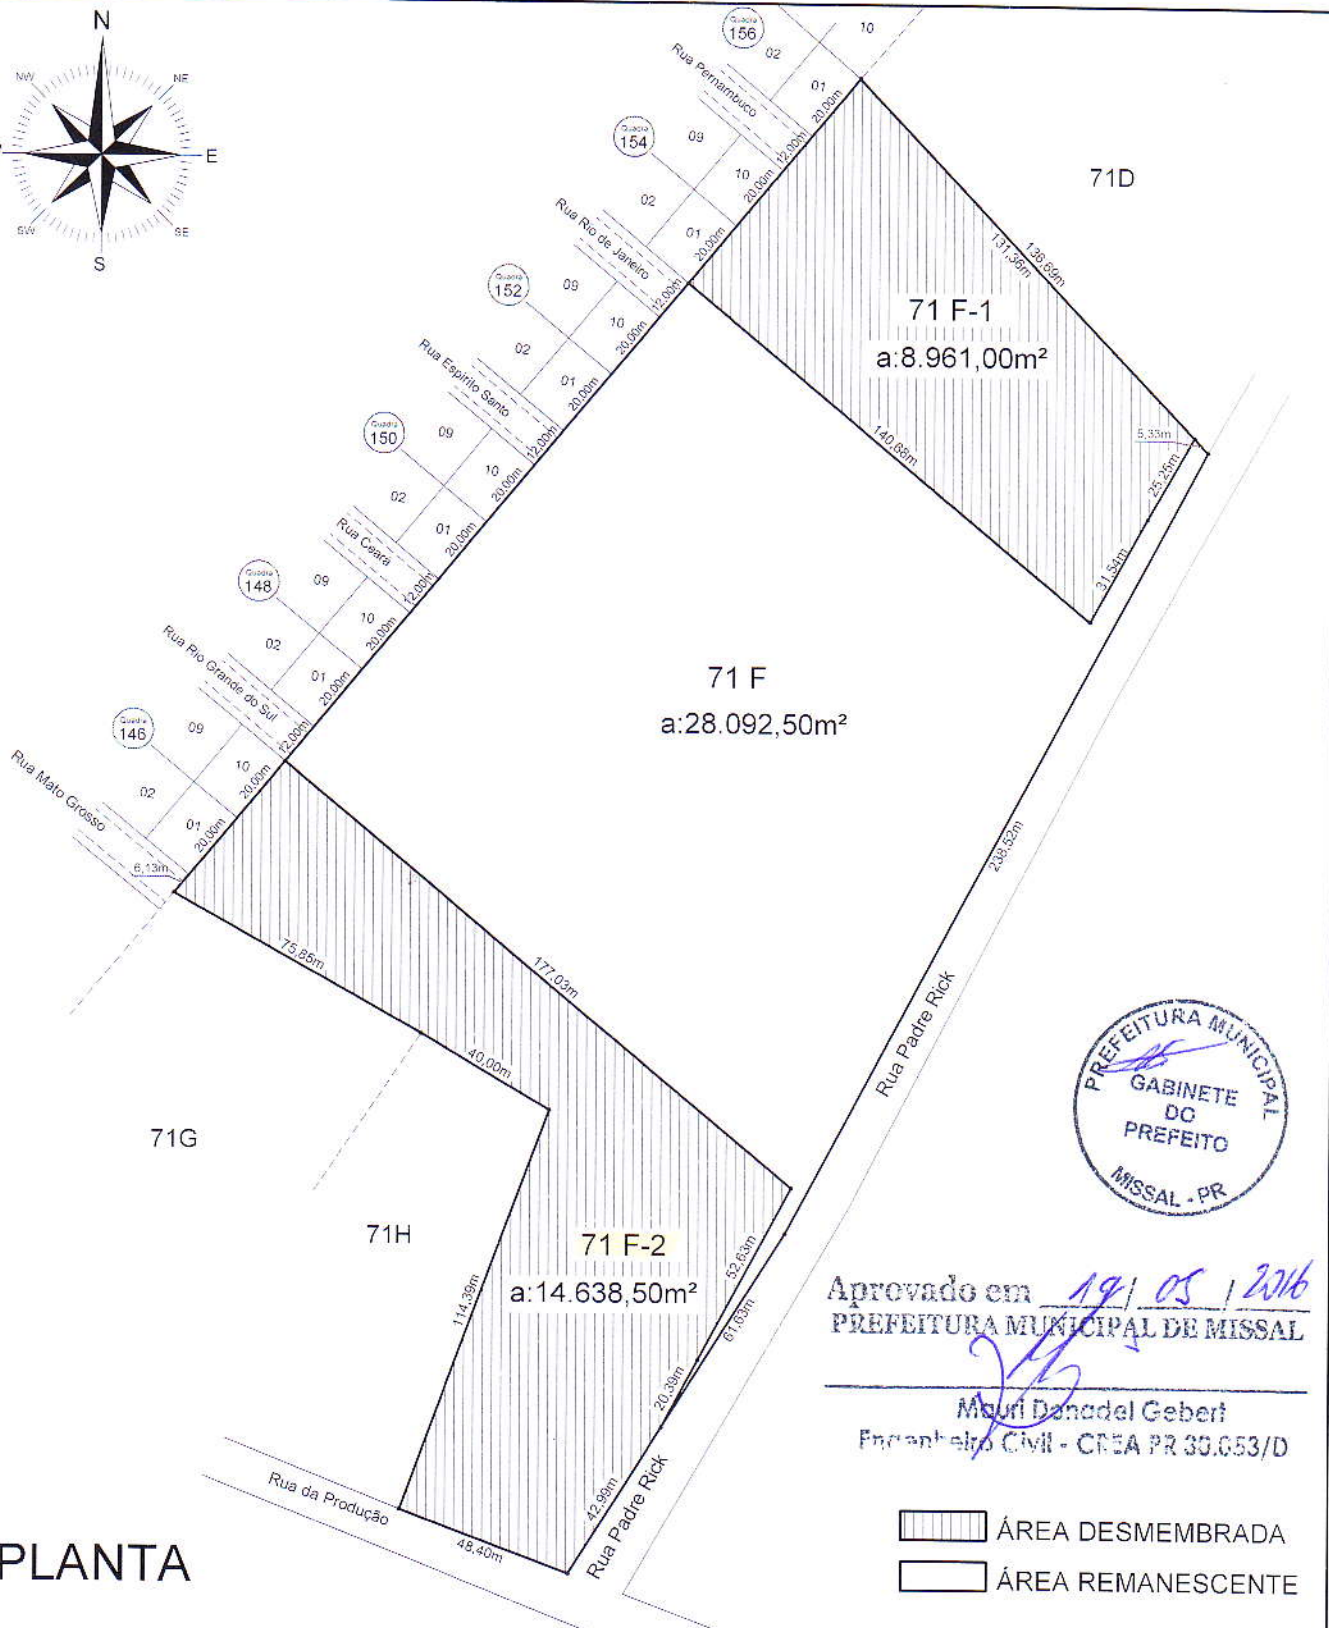 N
NW
NE
E
SW
SE
S
Quadra
156
02
10
01
Rua Pernambuco
20,00m
12,00m
Quadra
154
09
10
20,00m
02
01
20,00m
Rua Rio de Janeiro
12,00m
Quadra
152
09
10
20,00m
02
01
20,00m
Rua Espirito Santo
12,00m
Quadra
150
09
10
20,00m
02
01
20,00m
Rua Ceara
12,00m
Quadra
148
09
10
20,00m
02
01
20,00m
Rua Rio Grande do Sul
12,00m
Quadra
146
09
10
20,00m
02
01
20,00m
Rua Mato Grosso
6,13m
71D
136,69m
131,36m
71 F-1
a:8.961,00m²
140,68m
5,33m
25,25m
31,54m
71 F
a:28.092,50m²
238,52m
75,85m
177,03m
40,00m
Rua Padre Rick
71G
71H
71 F-2
a:14.638,50m²
114,39m
52,63m
61,63m
20,39m
42,99m
Rua Padre Rick
Rua da Produção
48,40m
PREFEITURA MUNICIPAL
GABINETE
DO
PREFEITO
MISSAL - PR
Aprovado em 19/ 05 / 2016
PREFEITURA MUNICIPAL DE MISSAL
Mauri Danadel Gebert
Engenheiro Civil - CREA PR 30.053/D
ÁREA DESMEMBRADA
ÁREA REMANESCENTE
PLANTA